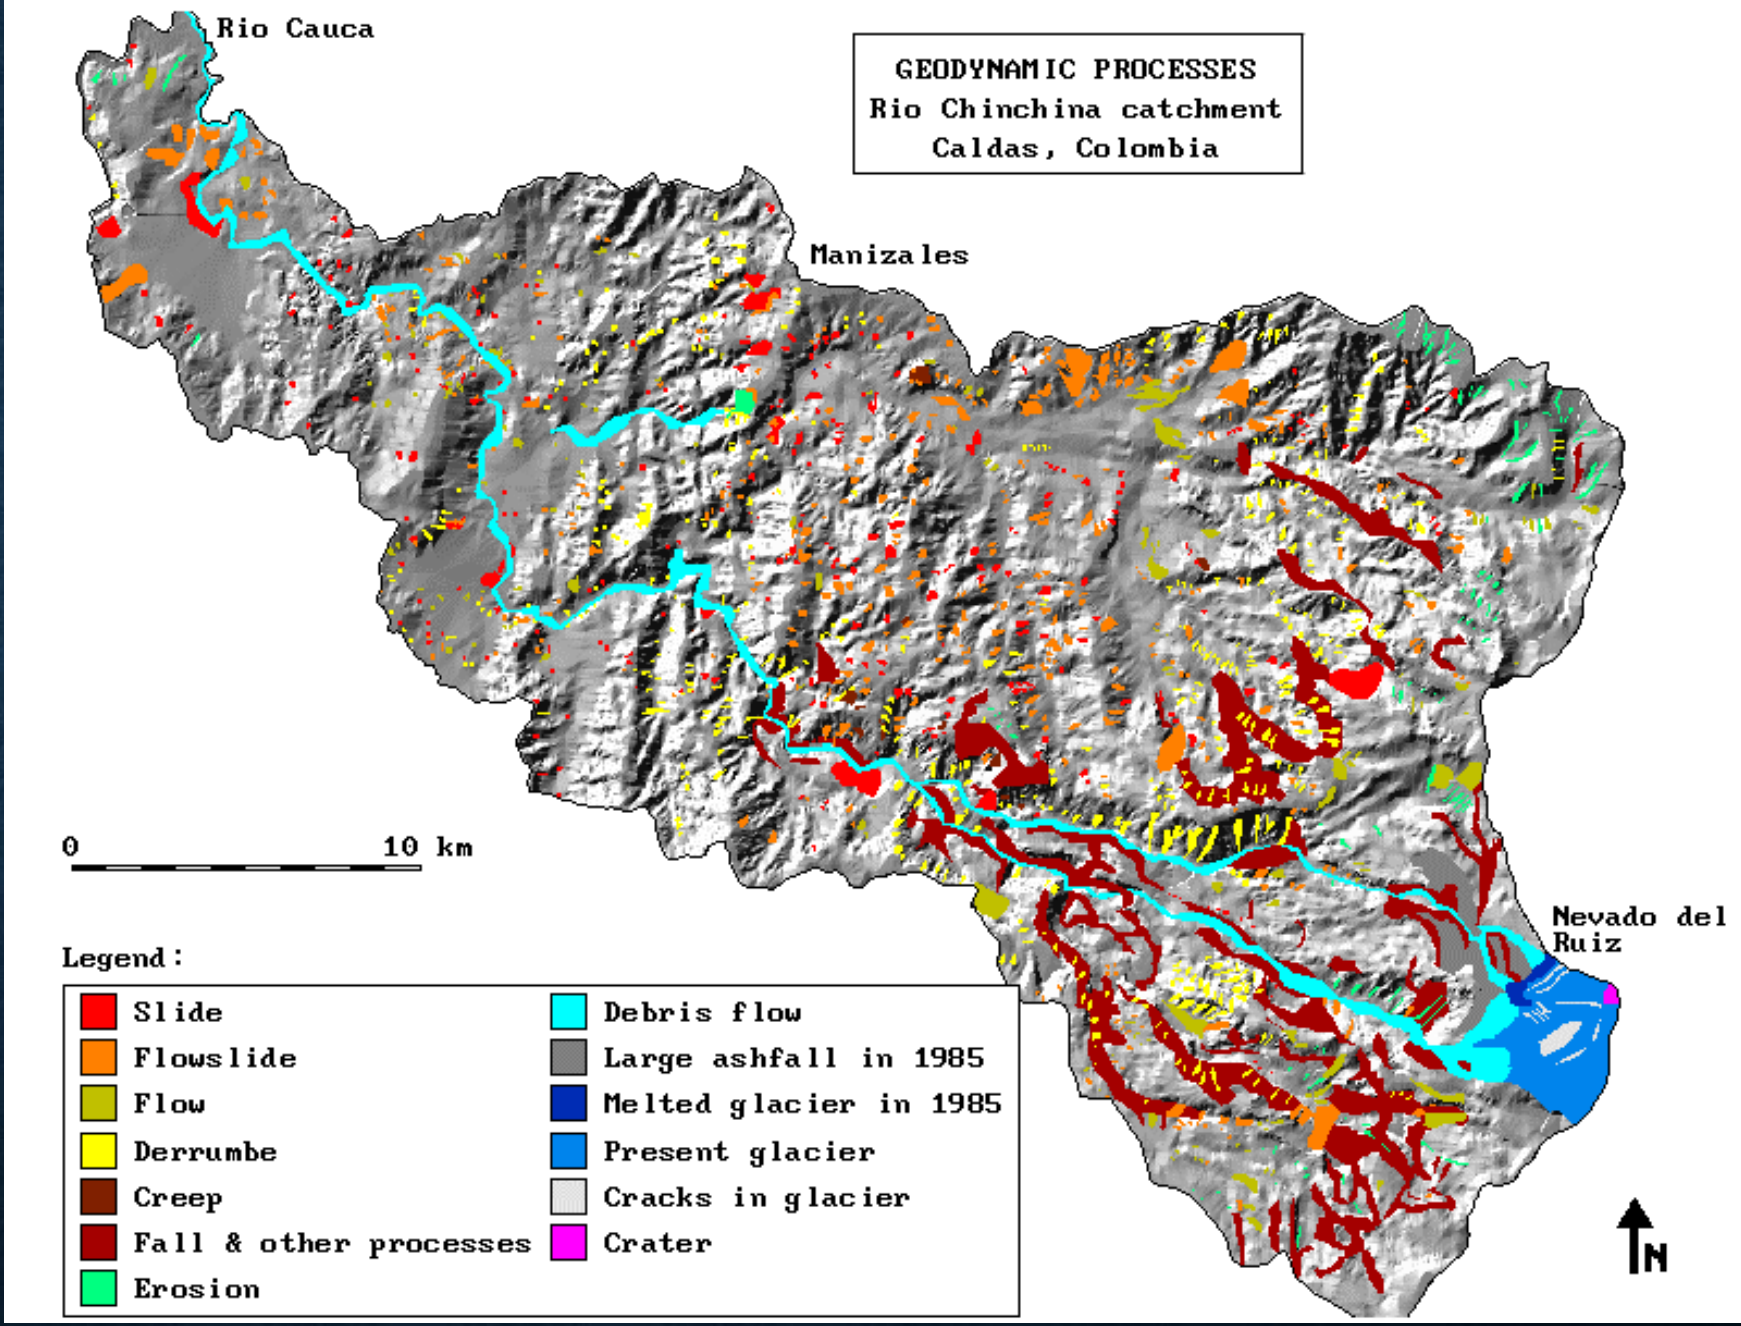 Rio Cauca
GEODYNAMIC PROCESSES
Rio Chinchina catchment
Caldas, Colombia
Manizales
0 10 km
Nevado del
Ruiz
Legend:
Slide
Flowslide
Flow
Derrumbe
Creep
Fall & other processes
Erosion
Debris flow
Large ashfall in 1985
Melted glacier in 1985
Present glacier
Cracks in glacier
Crater
N